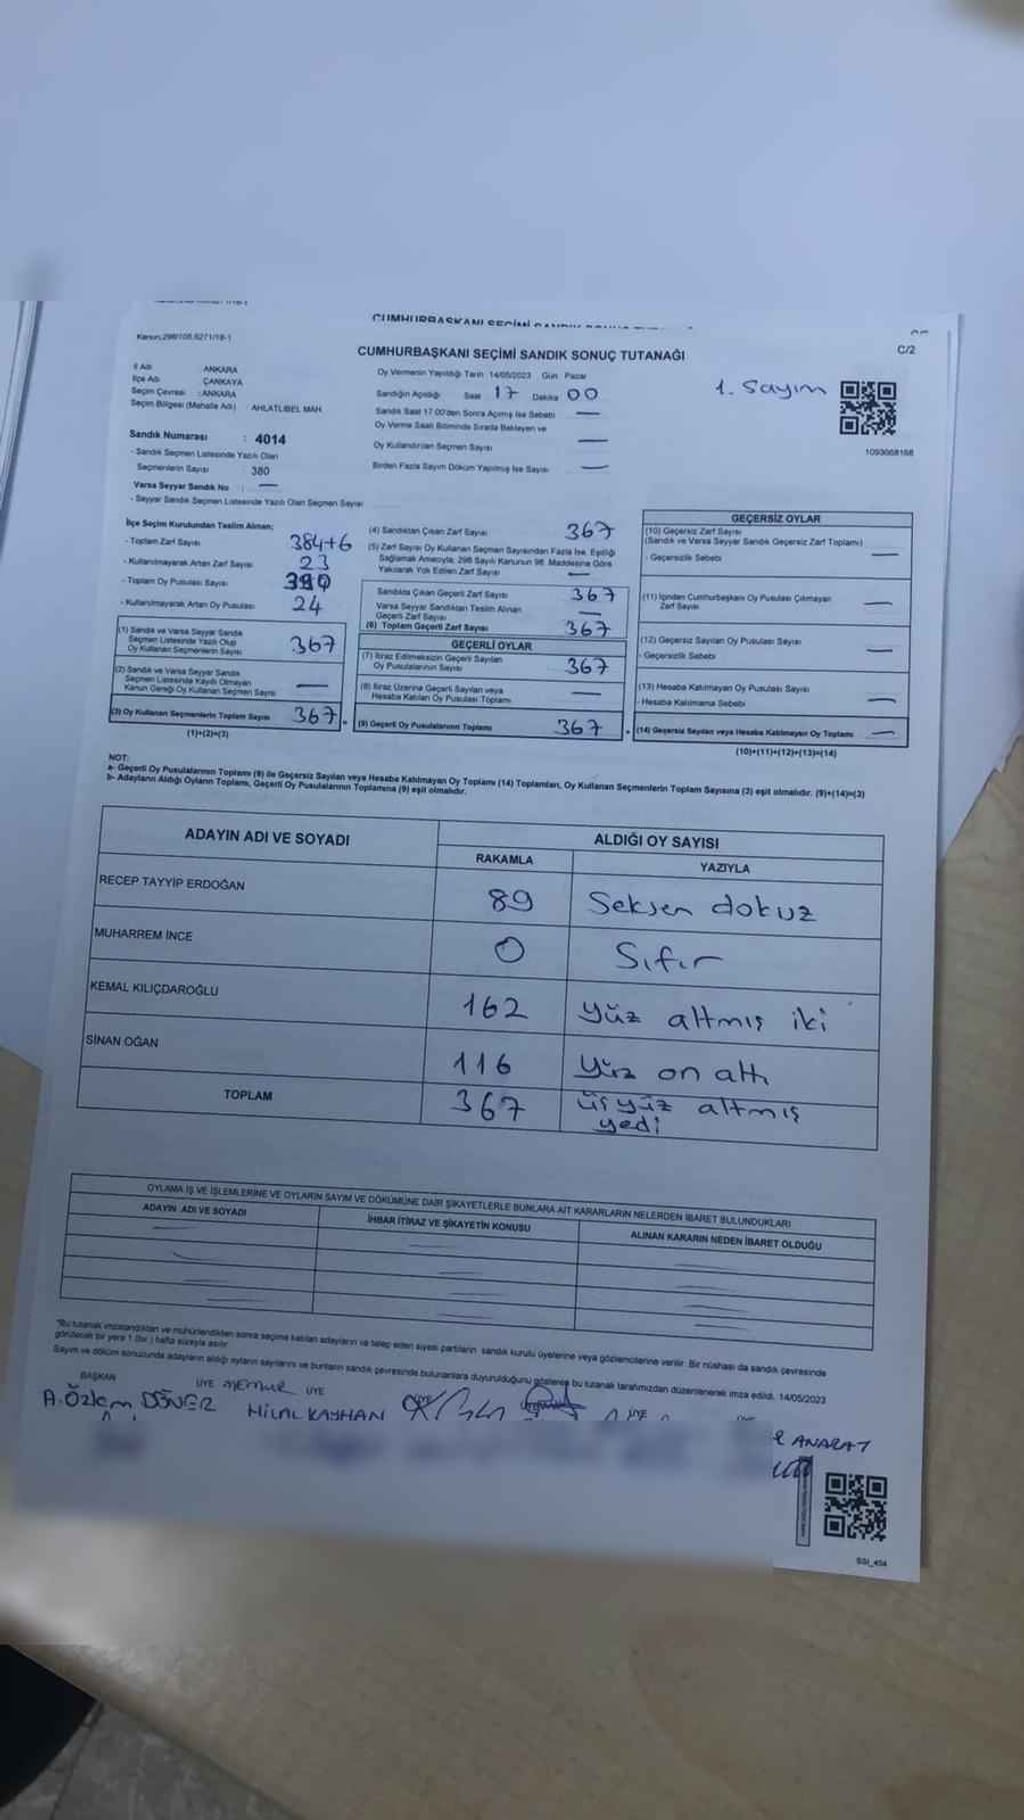 CUMHURBAŞKANI SEÇİMİ SANDIK SONUÇ TUTANAĞI
C/2
İl Adı ANKARA
İlçe Adı ÇANKAYA
Seçim Çevresi : ANKARA
Seçim Bölgesi (Mahalle Adı) : AHLATLIBEL MAH.
Sandık Numarası : 4014
- Sandık Seçmen Listesinde Yazılı Olan
Seçmenlerin Sayısı 380
Varsa Seyyar Sandık No : —
- Seyyar Sandık Seçmen Listesinde Yazılı Olan Seçmen Sayısı
Oy Vermenin Yapıldığı Tarih 14/05/2023 Gün Pazar
Sandığın Açıldığı Saat 17 Dakika 00
Sandık Saat 17.00'den Sonra Açılmış İse Sebebi —
Oy Verme Saati Bitiminde Sırada Bekleyen ve
Oy Kullandırılan Seçmen Sayısı —
Birden Fazla Sayım Döküm Yapılmış İse Sayısı —
1. Sayım
1093068168
İlçe Seçim Kurulundan Teslim Alınan;
- Toplam Zarf Sayısı 384+6
- Kullanılmayarak Artan Zarf Sayısı 23
- Toplam Oy Pusulası Sayısı
- Kullanılmayarak Artan Oy Pusulası 24
(1) Sandık ve Varsa Seyyar Sandık
Seçmen Listesinde Yazılı Olup
Oy Kullanan Seçmenlerin Sayısı 367
(2) Sandık ve Varsa Seyyar Sandık
Seçmen Listesinde Kaydı Olmayan
Kanun Gereği Oy Kullanan Seçmen Sayısı —
(3) Oy Kullanan Seçmenlerin Toplam Sayısı 367
(1)+(2)=(3)
(4) Sandıktan Çıkan Zarf Sayısı 367
(5) Zarf Sayısı Oy Kullanan Seçmen Sayısından Fazla İse, Eşitliği
Sağlamak Amacıyla, 298 Sayılı Kanunun 98. Maddesine Göre
Yakılarak Yok Edilen Zarf Sayısı —
Sandıkta Çıkan Geçerli Zarf Sayısı 367
Varsa Seyyar Sandıktan Teslim Alınan
Geçerli Zarf Sayısı —
(6) Toplam Geçerli Zarf Sayısı 367
GEÇERLİ OYLAR
(7) İtiraz Edilmeksizin Geçerli Sayılan
Oy Pusulalarının Sayısı 367
(8) İtiraz Üzerine Geçerli Sayılan veya
Hesaba Katılan Oy Pusulası Toplamı —
(9) Geçerli Oy Pusulalarının Toplamı 367
GEÇERSİZ OYLAR
(10) Geçersiz Zarf Sayısı
(Sandık ve Varsa Seyyar Sandık Geçersiz Zarf Toplamı) —
- Geçersizlik Sebebi
(11) İçinden Cumhurbaşkanı Oy Pusulası Çıkmayan
Zarf Sayısı —
(12) Geçersiz Sayılan Oy Pusulası Sayısı —
- Geçersizlik Sebebi
(13) Hesaba Katılmayan Oy Pusulası Sayısı
- Hesaba Katılmama Sebebi —
(14) Geçersiz Sayılan veya Hesaba Katılmayan Oy Toplamı —
(10)+(11)+(12)+(13)=(14)
NOT:
a- Geçerli Oy Pusulalarının Toplamı (9) ile Geçersiz Sayılan veya Hesaba Katılmayan Oy Toplamı (14) Toplamları, Oy Kullanan Seçmenlerin Toplam Sayısına (3) eşit olmalıdır. (9)+(14)=(3)
b- Adayların Aldığı Oyların Toplamı, Geçerli Oy Pusulalarının Toplamına (9) eşit olmalıdır.
ADAYIN ADI VE SOYADI ALDIĞI OY SAYISI
RAKAMLA YAZIYLA
RECEP TAYYİP ERDOĞAN 89 Seksen dokuz
MUHARREM İNCE 0 Sıfır
KEMAL KILIÇDAROĞLU 162 yüz altmış iki
SİNAN OĞAN 116 yüz on altı
TOPLAM 367 üç yüz altmış
yedi
OYLAMA İŞ VE İŞLEMLERİNE VE OYLARIN SAYIM VE DÖKÜMÜNE DAİR ŞİKAYETLERLE BUNLARA AİT KARARLARIN NELERDEN İBARET BULUNDUKLARI
ADAYIN ADI VE SOYADI İHBAR İTİRAZ VE ŞİKAYETİN KONUSU ALINAN KARARIN NEDEN İBARET OLDUĞU
"Bu tutanak imzalandıktan ve mühürlendikten sonra seçime katılan adayların ve talep eden siyasi partilerin sandık kurulu üyelerine veya gözlemcilerine verilir. Bir nüshası da sandık çevresinde
görülecek bir yere 1 (bir) hafta süreyle asılır.
Sayım ve döküm sonucunda adayların aldığı oyların sayılarını ve bunların sandık çevresinde bulunanlara duyurulduğunu gösteren bu tutanak tarafımızdan düzenlenerek imza edildi. 14/05/2023
BAŞKAN ÜYE memur ÜYE ÜYE
A. Özlem DÖNER HİLAL KAYHAN
ANARAT
SSI_454